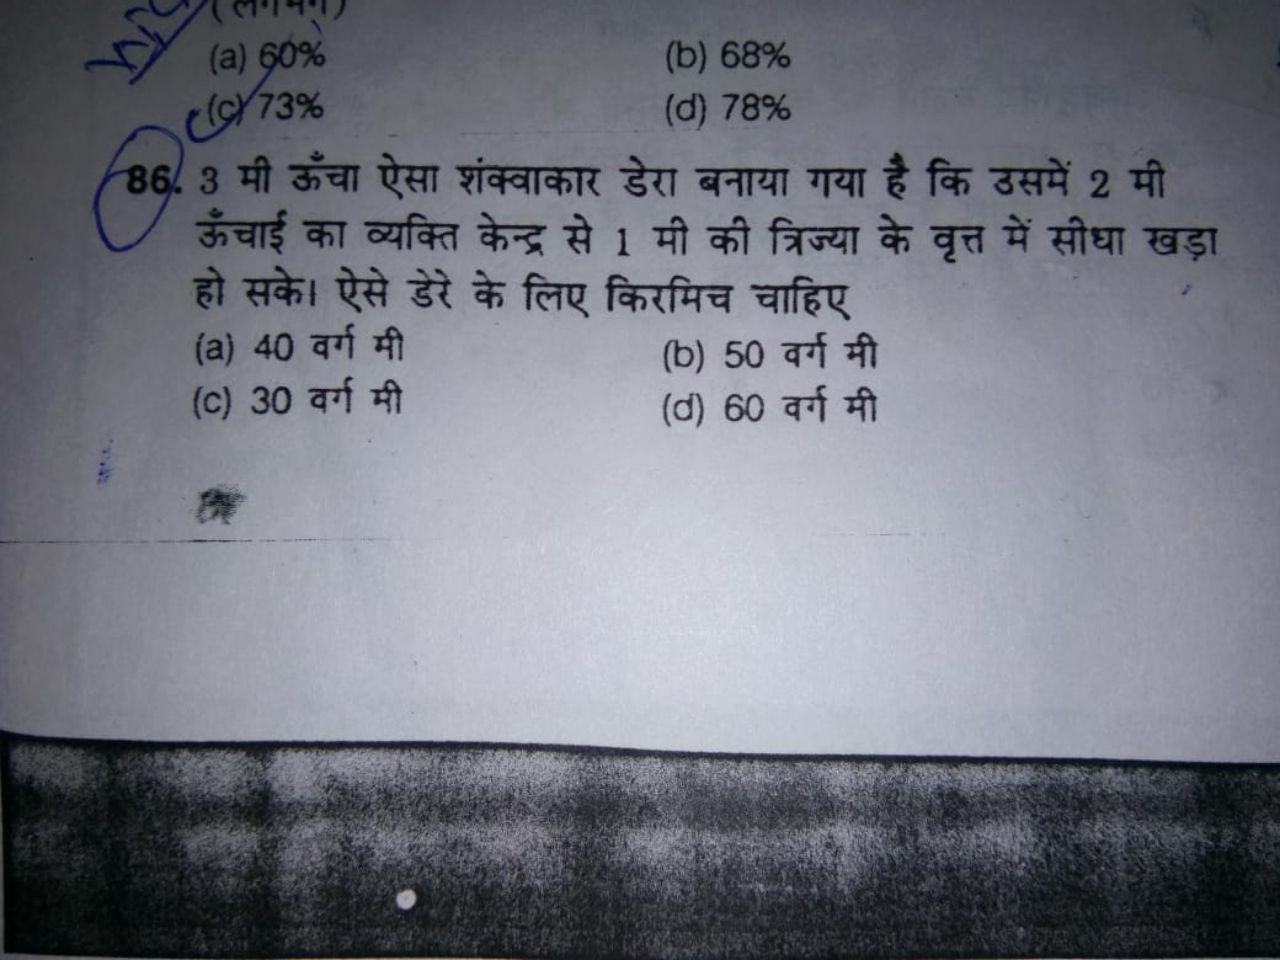 (लगभग)
(a) 60% (b) 68%
(c) 73% (d) 78%
86. 3 मी ऊँचा ऐसा शंक्वाकार डेरा बनाया गया है कि उसमें 2 मी
ऊँचाई का व्यक्ति केन्द्र से 1 मी की त्रिज्या के वृत्त में सीधा खड़ा
हो सके। ऐसे डेरे के लिए किरमिच चाहिए
(a) 40 वर्ग मी (b) 50 वर्ग मी
(c) 30 वर्ग मी (d) 60 वर्ग मी